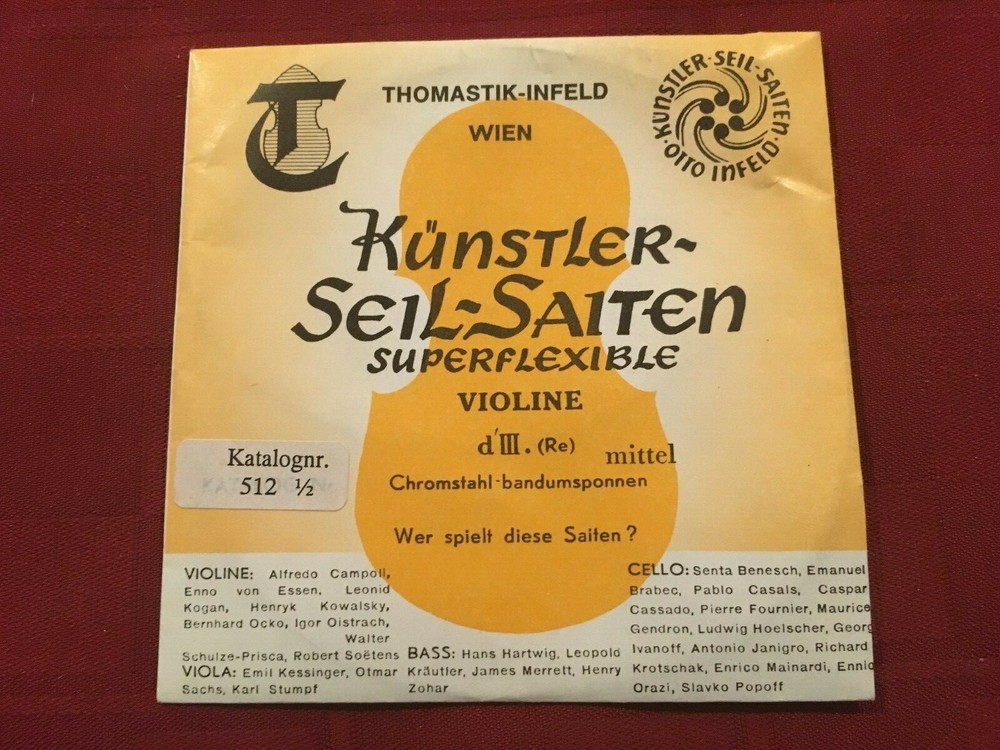 THOMASTIK-INFELD
WIEN
KÜNSTLER-SEIL-SAITEN
·OTTO INFELD·
KÜNSTLER-
SEIL-SAITEN
SUPERFLEXIBLE
VIOLINE
d'III. (Re) mittel
Chromstahl-bandumsponnen
Katalognr.
512 ½
Wer spielt diese Saiten?
VIOLINE: Alfredo Campoli,
Enno von Essen, Leonid
Kogan, Henryk Kowalsky,
Bernhard Ocko, Igor Oistrach,
Walter
Schulze-Prisca, Robert Soëtens
VIOLA: Emil Kessinger, Otmar
Sachs, Karl Stumpf
BASS: Hans Hartwig, Leopold
Kräutler, James Merrett, Henry
Zohar
CELLO: Senta Benesch, Emanuel
Brabec, Pablo Casals, Caspar
Cassado, Pierre Fournier, Maurice
Gendron, Ludwig Hoelscher, Georg
Ivanoff, Antonio Janigro, Richard
Krotschak, Enrico Mainardi, Ennio
Orazi, Slavko Popoff